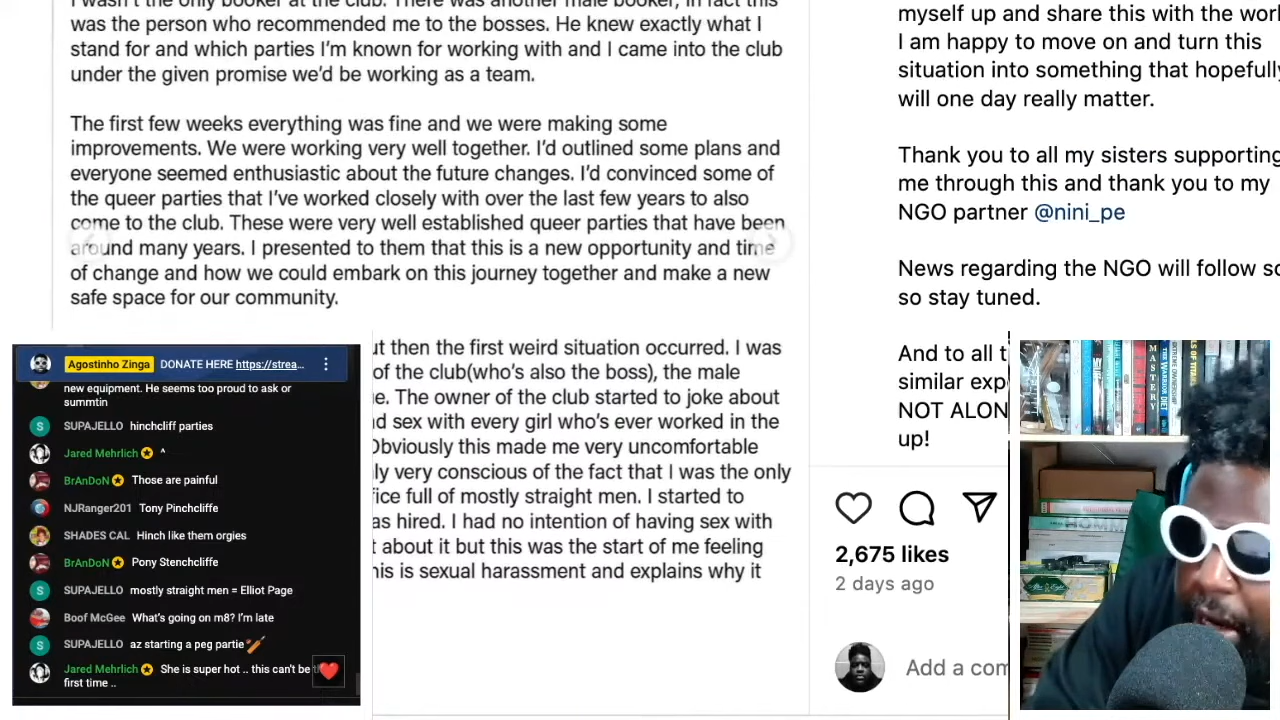 I wasn't the only booker at the club. There was another male booker, in fact this
was the person who recommended me to the bosses. He knew exactly what I
stand for and which parties I'm known for working with and I came into the club
under the given promise we'd be working as a team.
The first few weeks everything was fine and we were making some
improvements. We were working very well together. I'd outlined some plans and
everyone seemed enthusiastic about the future changes. I'd convinced some of
the queer parties that I've worked closely with over the last few years to also
come to the club. These were very well established queer parties that have been
around many years. I presented to them that this is a new opportunity and time
of change and how we could embark on this journey together and make a new
safe space for our community.
ut then the first weird situation occurred. I was
of the club(who's also the boss), the male
e. The owner of the club started to joke about
d sex with every girl who's ever worked in the
Obviously this made me very uncomfortable
ly very conscious of the fact that I was the only
fice full of mostly straight men. I started to
as hired. I had no intention of having sex with
t about it but this was the start of me feeling
his is sexual harassment and explains why it
myself up and share this with the worl
I am happy to move on and turn this
situation into something that hopefully
will one day really matter.
Thank you to all my sisters supporting
me through this and thank you to my
NGO partner @nini_pe
News regarding the NGO will follow so
so stay tuned.
And to all t
similar expe
NOT ALON
up!
2,675 likes
2 days ago
Add a com
Agostinho Zinga DONATE HERE https://strea...
new equipment. He seems too proud to ask or
summtin
SUPAJELLO hinchcliff parties
Jared Mehrlich ^
BrAnDoN Those are painful
NJRanger201 Tony Pinchcliffe
SHADES CAL Hinch like them orgies
BrAnDoN Pony Stenchcliffe
SUPAJELLO mostly straight men = Elliot Page
Boof McGee What's going on m8? I'm late
SUPAJELLO az starting a peg partie
Jared Mehrlich She is super hot .. this can't be
first time ..
MASTERY
THE WARRIOR DIET